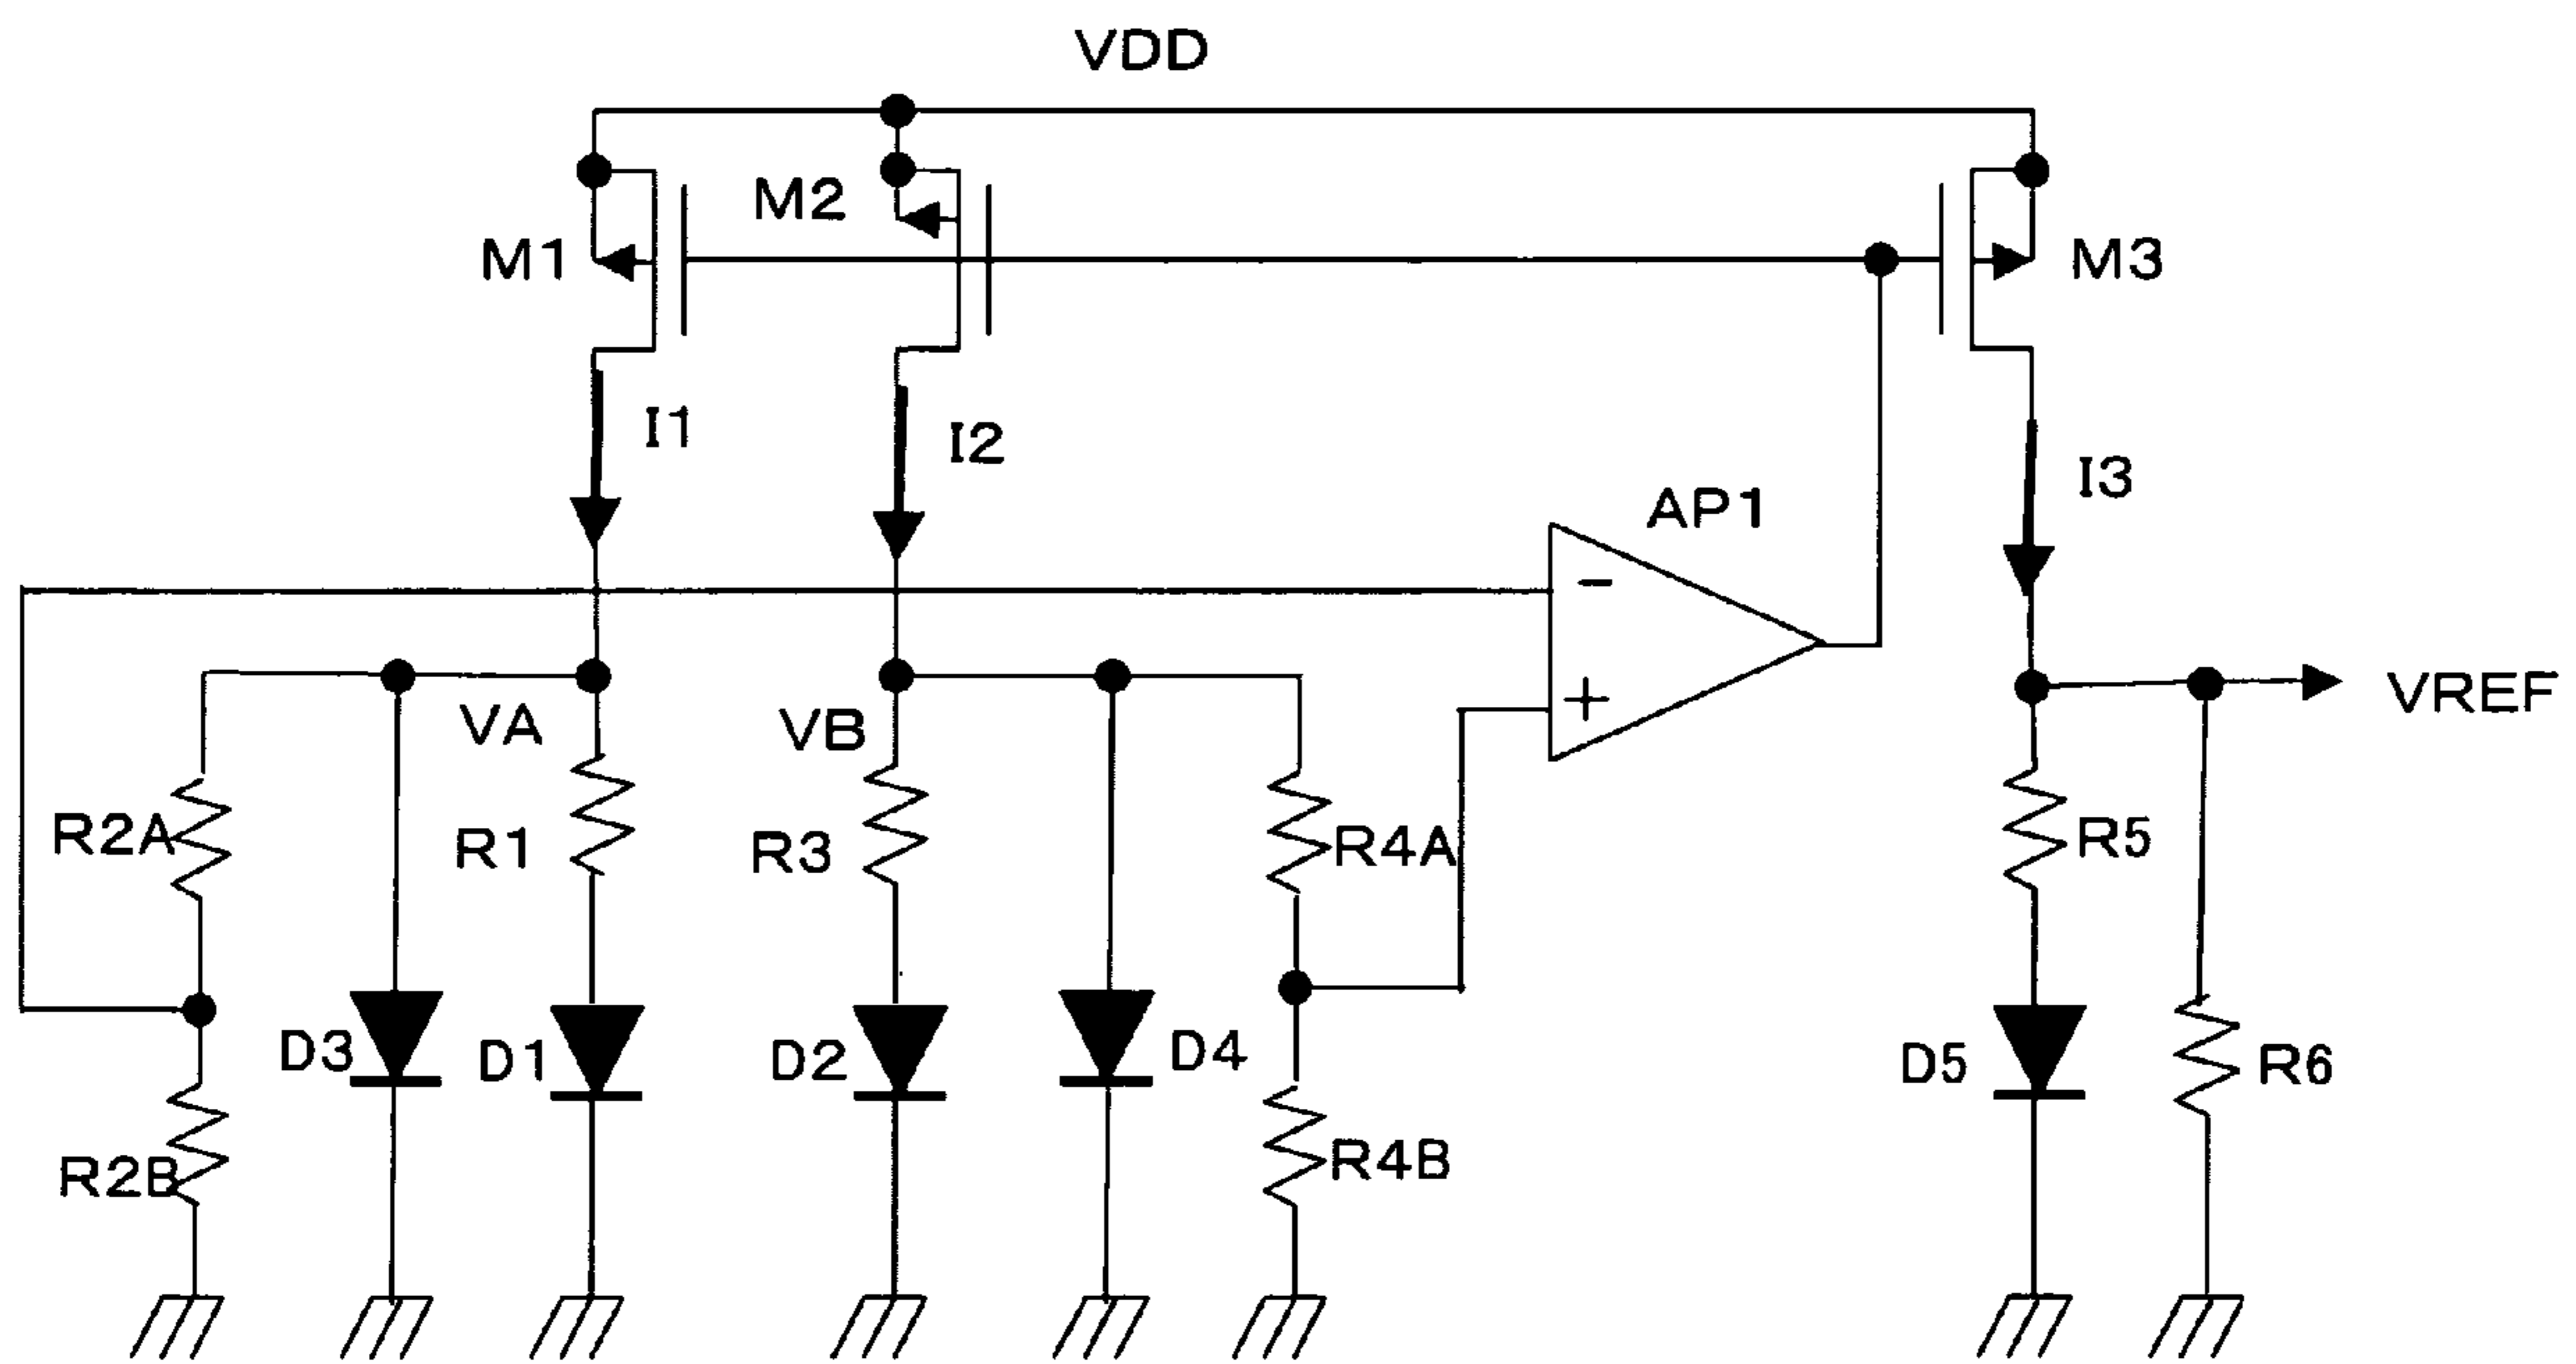 VDD
M2
M1
M3
I1
I2
I3
AP1
-
VA
VB
+
VREF
R2A
R1
R3
R4A
R5
D3
D1
D2
D4
D5
R6
R2B
R4B